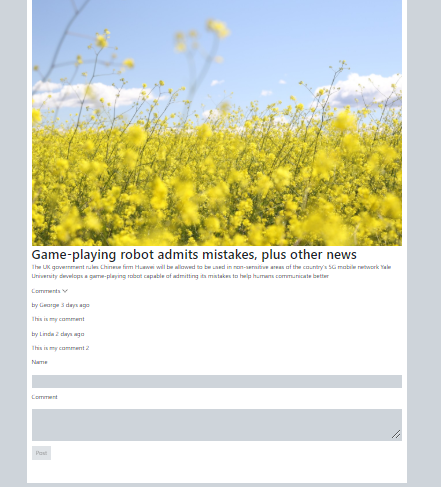 Game-playing robot admits mistakes, plus other news
The UK government rules Chinese firm Huawei will be allowed to be used in non-sensitive areas of the country's 5G mobile network Yale
University develops a game-playing robot capable of admitting its mistakes to help humans communicate better
Comments
by George 3 days ago
This is my comment
by Linda 2 days ago
This is my comment 2
Name
Comment
Post